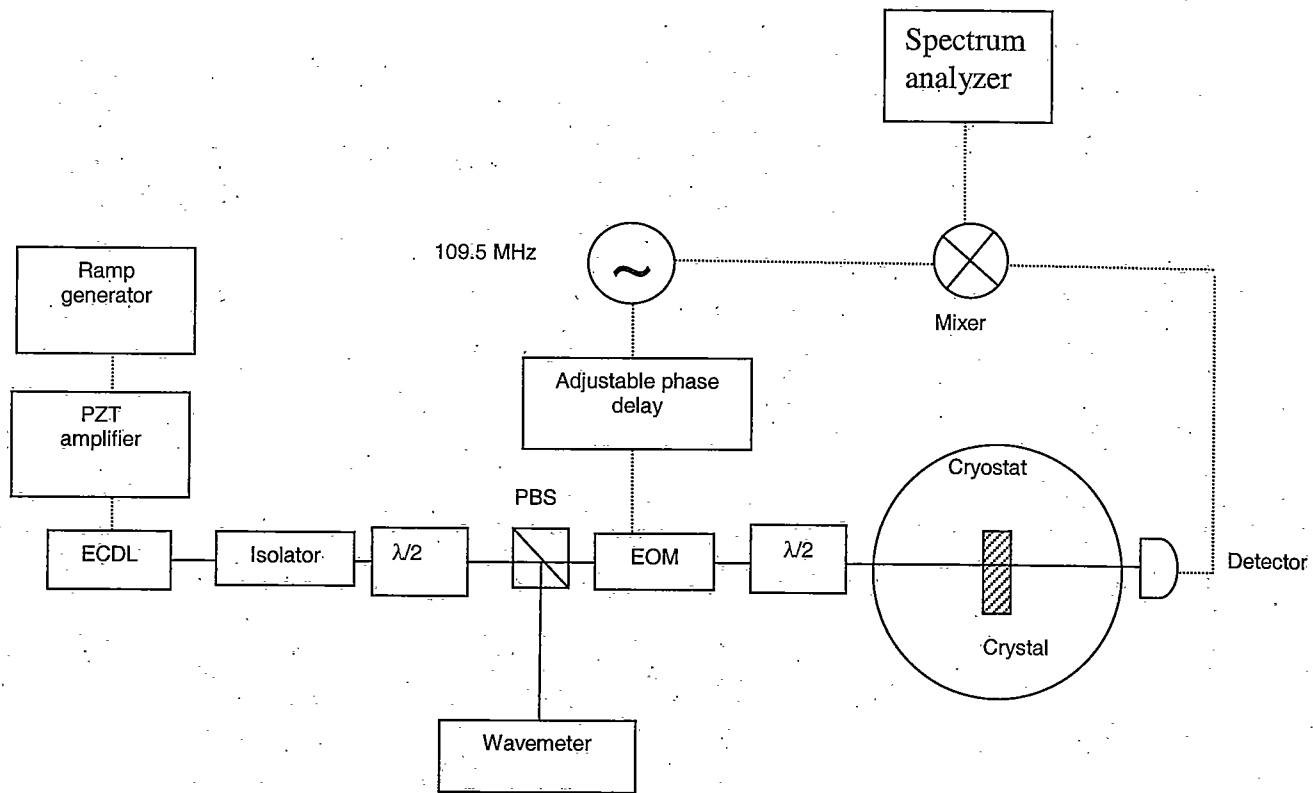 Spectrum
analyzer
109.5 MHz
~
Ramp
generator
Mixer
Adjustable phase
delay
PZT
amplifier
Cryostat
PBS
ECDL
Isolator
λ/2
EOM
λ/2
Detector
Crystal
Wavemeter